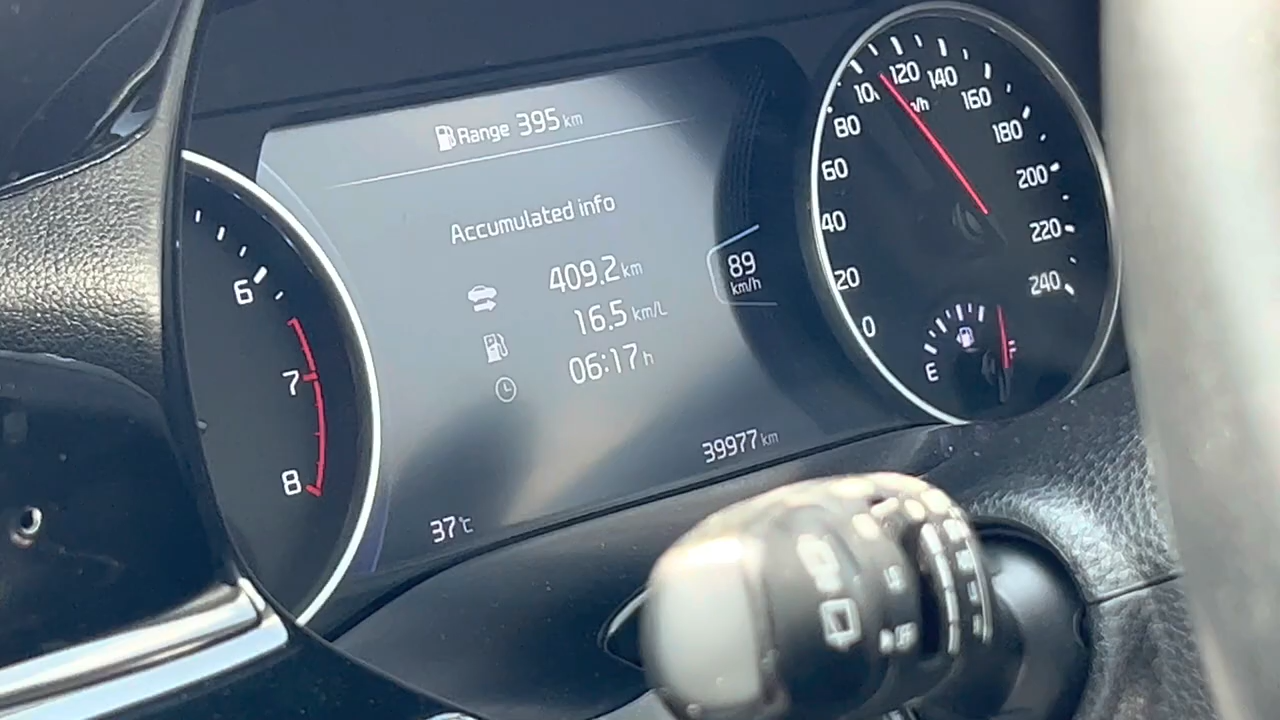 Range 395 km
Accumulated info
409.2 km
16.5 km/L
06:17 h
39977 km
37°C
89
km/h
6
7
8
0
20
40
60
80
120
140
160
180
200
220
240
E
F